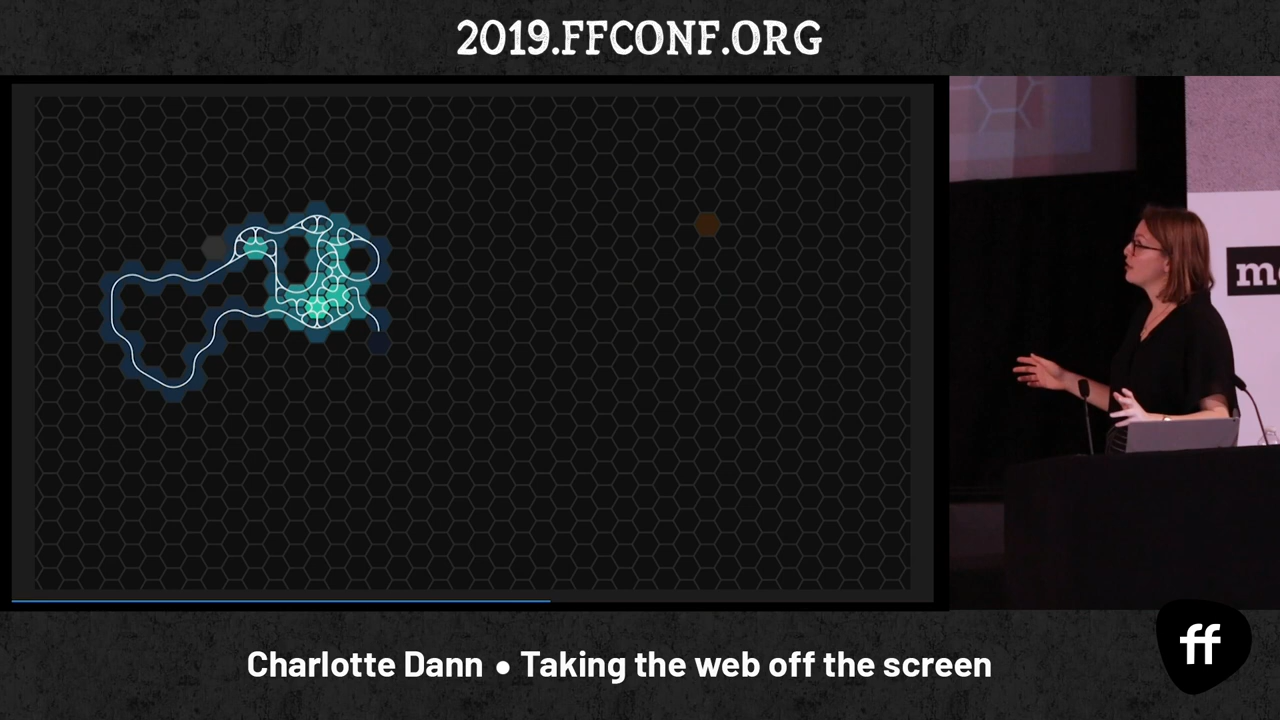 2019.FFCONF.ORG
Charlotte Dann • Taking the web off the screen
ff